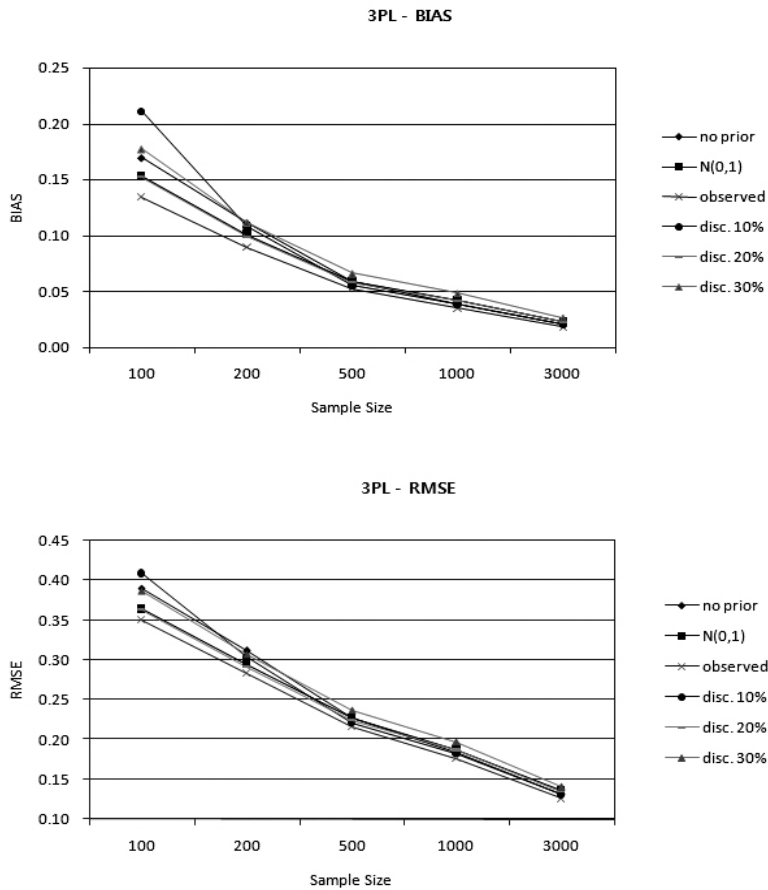 3PL - BIAS
0.25
0.20
0.15
0.10
0.05
0.00
BIAS
100 200 500 1000 3000
Sample Size
no prior
N(0,1)
observed
disc. 10%
disc. 20%
disc. 30%
3PL - RMSE
0.45
0.40
0.35
0.30
0.25
0.20
0.15
0.10
RMSE
100 200 500 1000 3000
Sample Size
no prior
N(0,1)
observed
disc. 10%
disc. 20%
disc. 30%